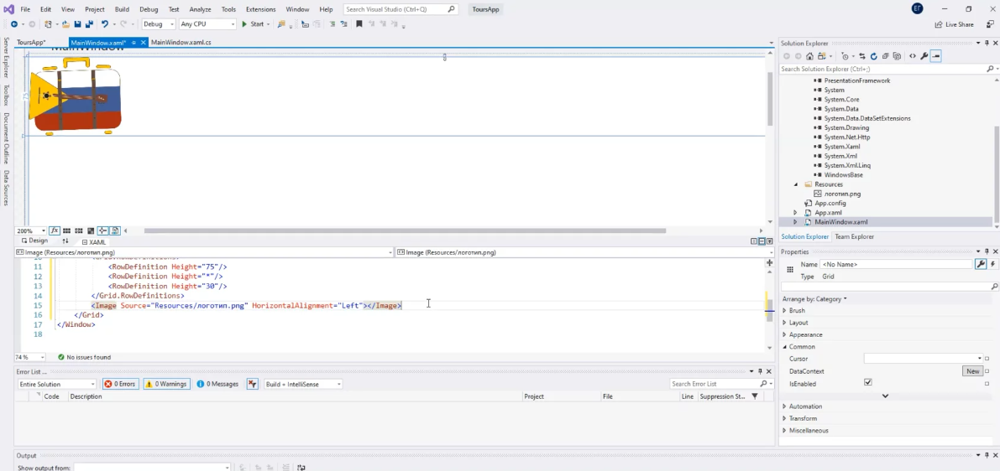 File Edit View Project Build Debug Test Analyze Tools Extensions Window Help Search Visual Studio (Ctrl+Q) ToursApp ЕГ
Debug Any CPU Start Live Share
ToursApp* MainWindow.xaml* MainWindow.xaml.cs
Server Explorer
Toolbox
Document Outline
Data Sources
MainWindow
200%
Design XAML
Image (Resources/логотип.png) Image (Resources/логотип.png)
10 <Grid.RowDefinitions>
11 <RowDefinition Height="75"/>
12 <RowDefinition Height="*"/>
13 <RowDefinition Height="30"/>
14 </Grid.RowDefinitions>
15 <Image Source="Resources/логотип.png" HorizontalAlignment="Left"></Image>
16 </Grid>
17 </Window>
18
74 % No issues found
Error List ...
Entire Solution 0 Errors 0 Warnings 0 Messages Build + IntelliSense Search Error List
Code Description Project File Line Suppression St...
Output
Show output from:
Solution Explorer
Search Solution Explorer (Ctrl+;)
PresentationFramework
System
System.Core
System.Data
System.Data.DataSetExtensions
System.Drawing
System.Net.Http
System.Xaml
System.Xml
System.Xml.Linq
WindowsBase
Resources
логотип.png
App.config
App.xaml
MainWindow.xaml
Solution Explorer Team Explorer
Properties
Name <No Name>
Type Grid
Arrange by: Category
Brush
Layout
Appearance
Common
Cursor
DataContext New
IsEnabled
Automation
Transform
Miscellaneous